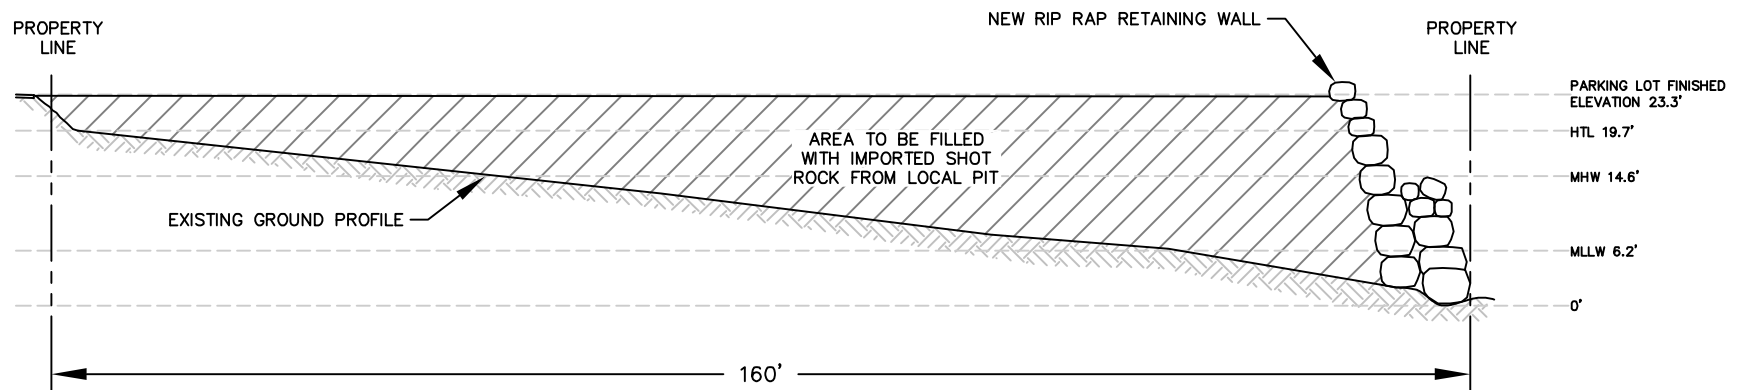 PROPERTY
LINE
NEW RIP RAP RETAINING WALL
PROPERTY
LINE
PARKING LOT FINISHED
ELEVATION 23.3'
HTL 19.7'
AREA TO BE FILLED
WITH IMPORTED SHOT
ROCK FROM LOCAL PIT
MHW 14.6'
EXISTING GROUND PROFILE
MLLW 6.2'
0'
160'